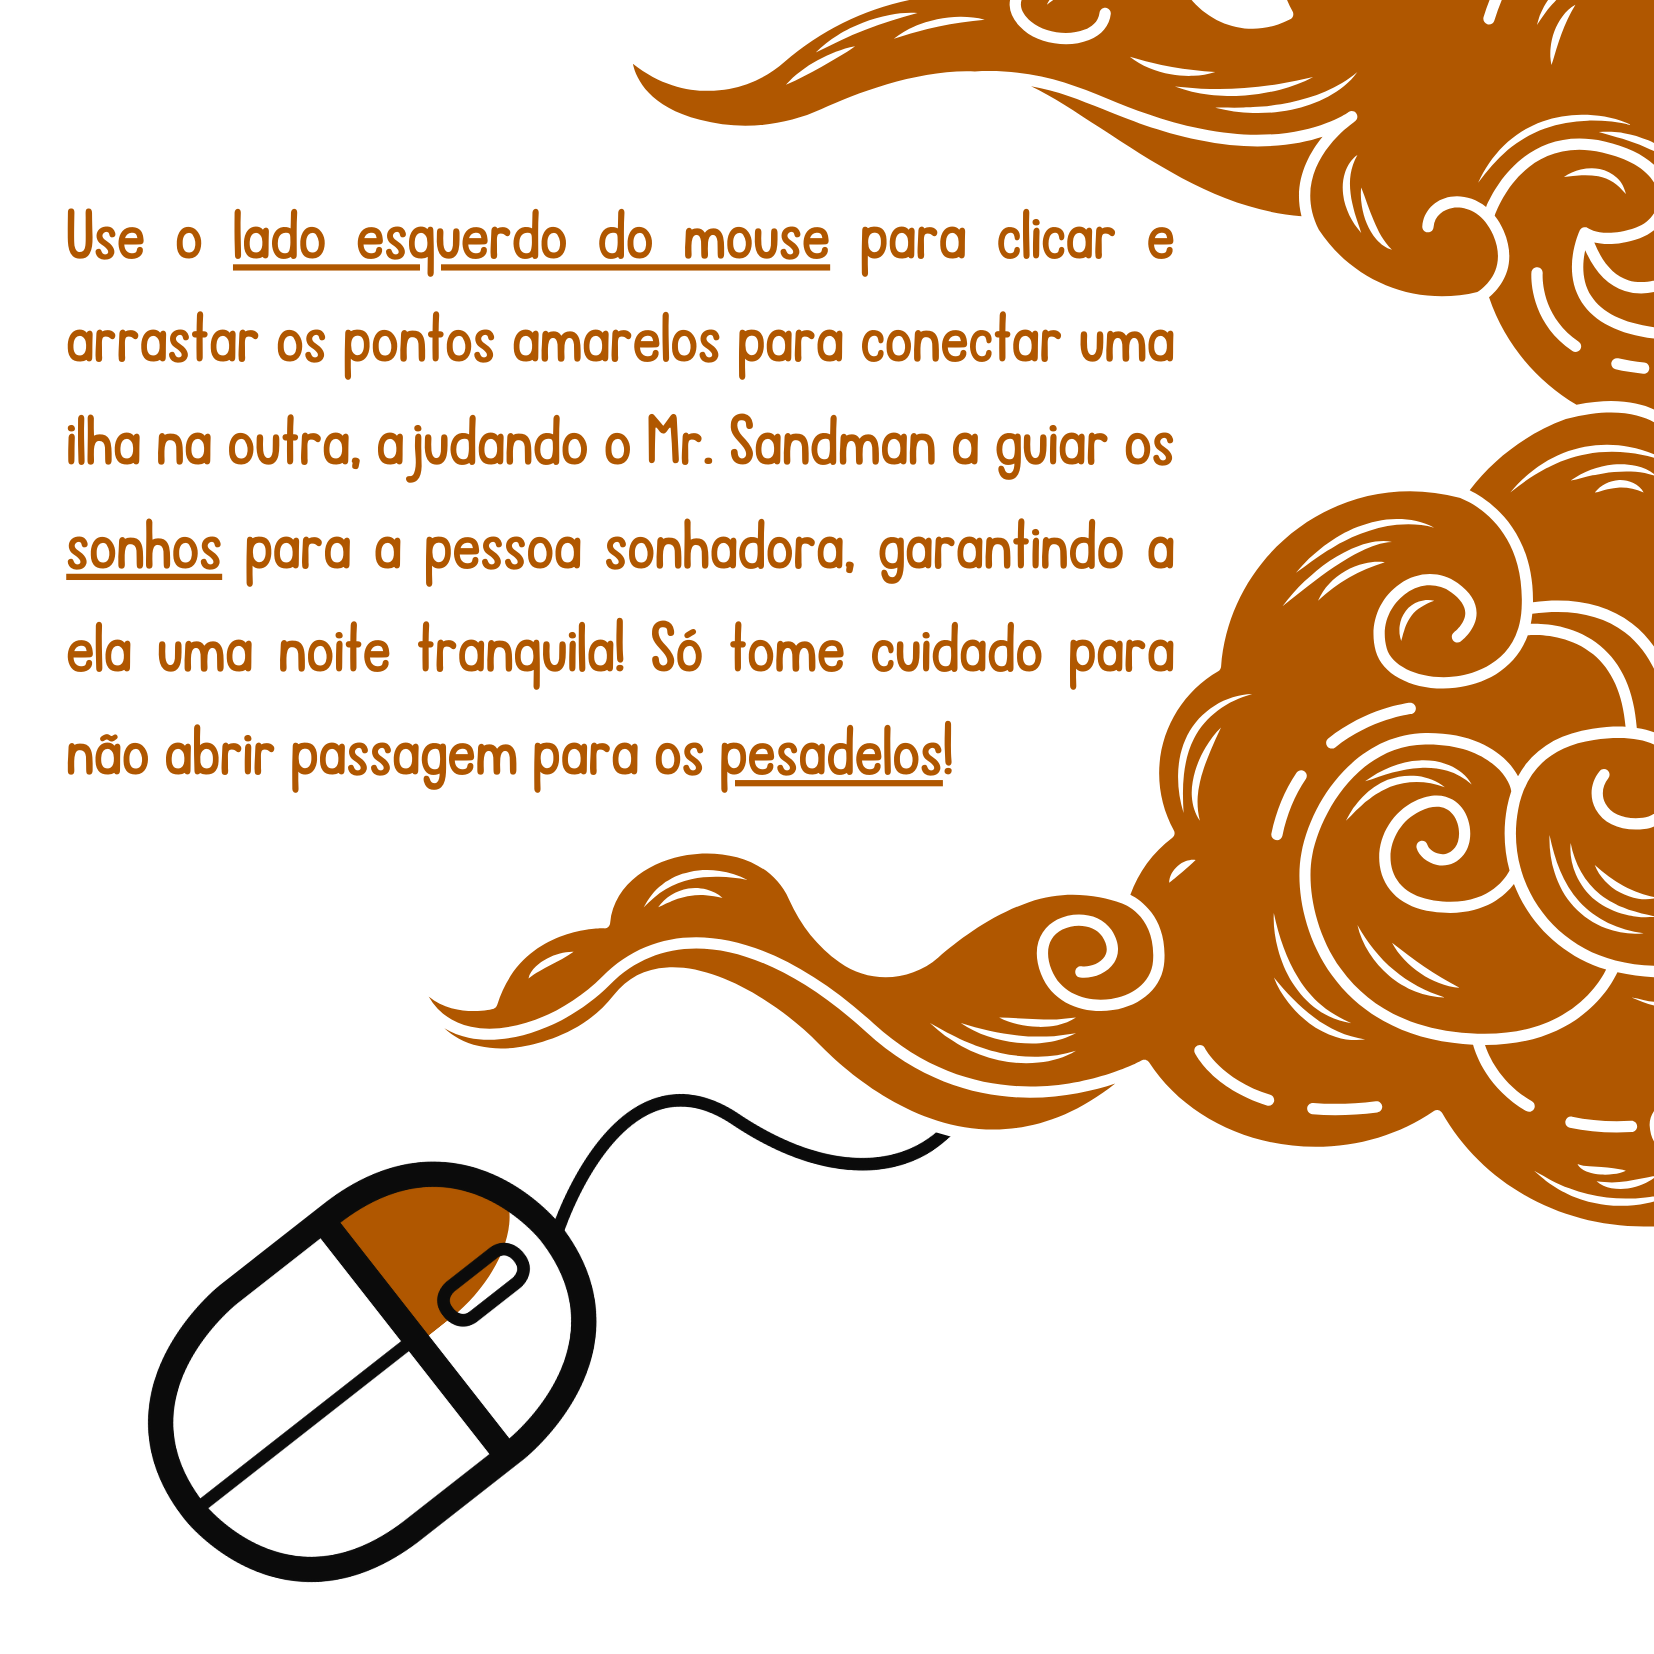 Use o lado esquerdo do mouse para clicar e
arrastar os pontos amarelos para conectar uma
ilha na outra, ajudando o Mr. Sandman a guiar os
sonhos para a pessoa sonhadora, garantindo a
ela uma noite tranquila! Só tome cuidado para
não abrir passagem para os pesadelos!